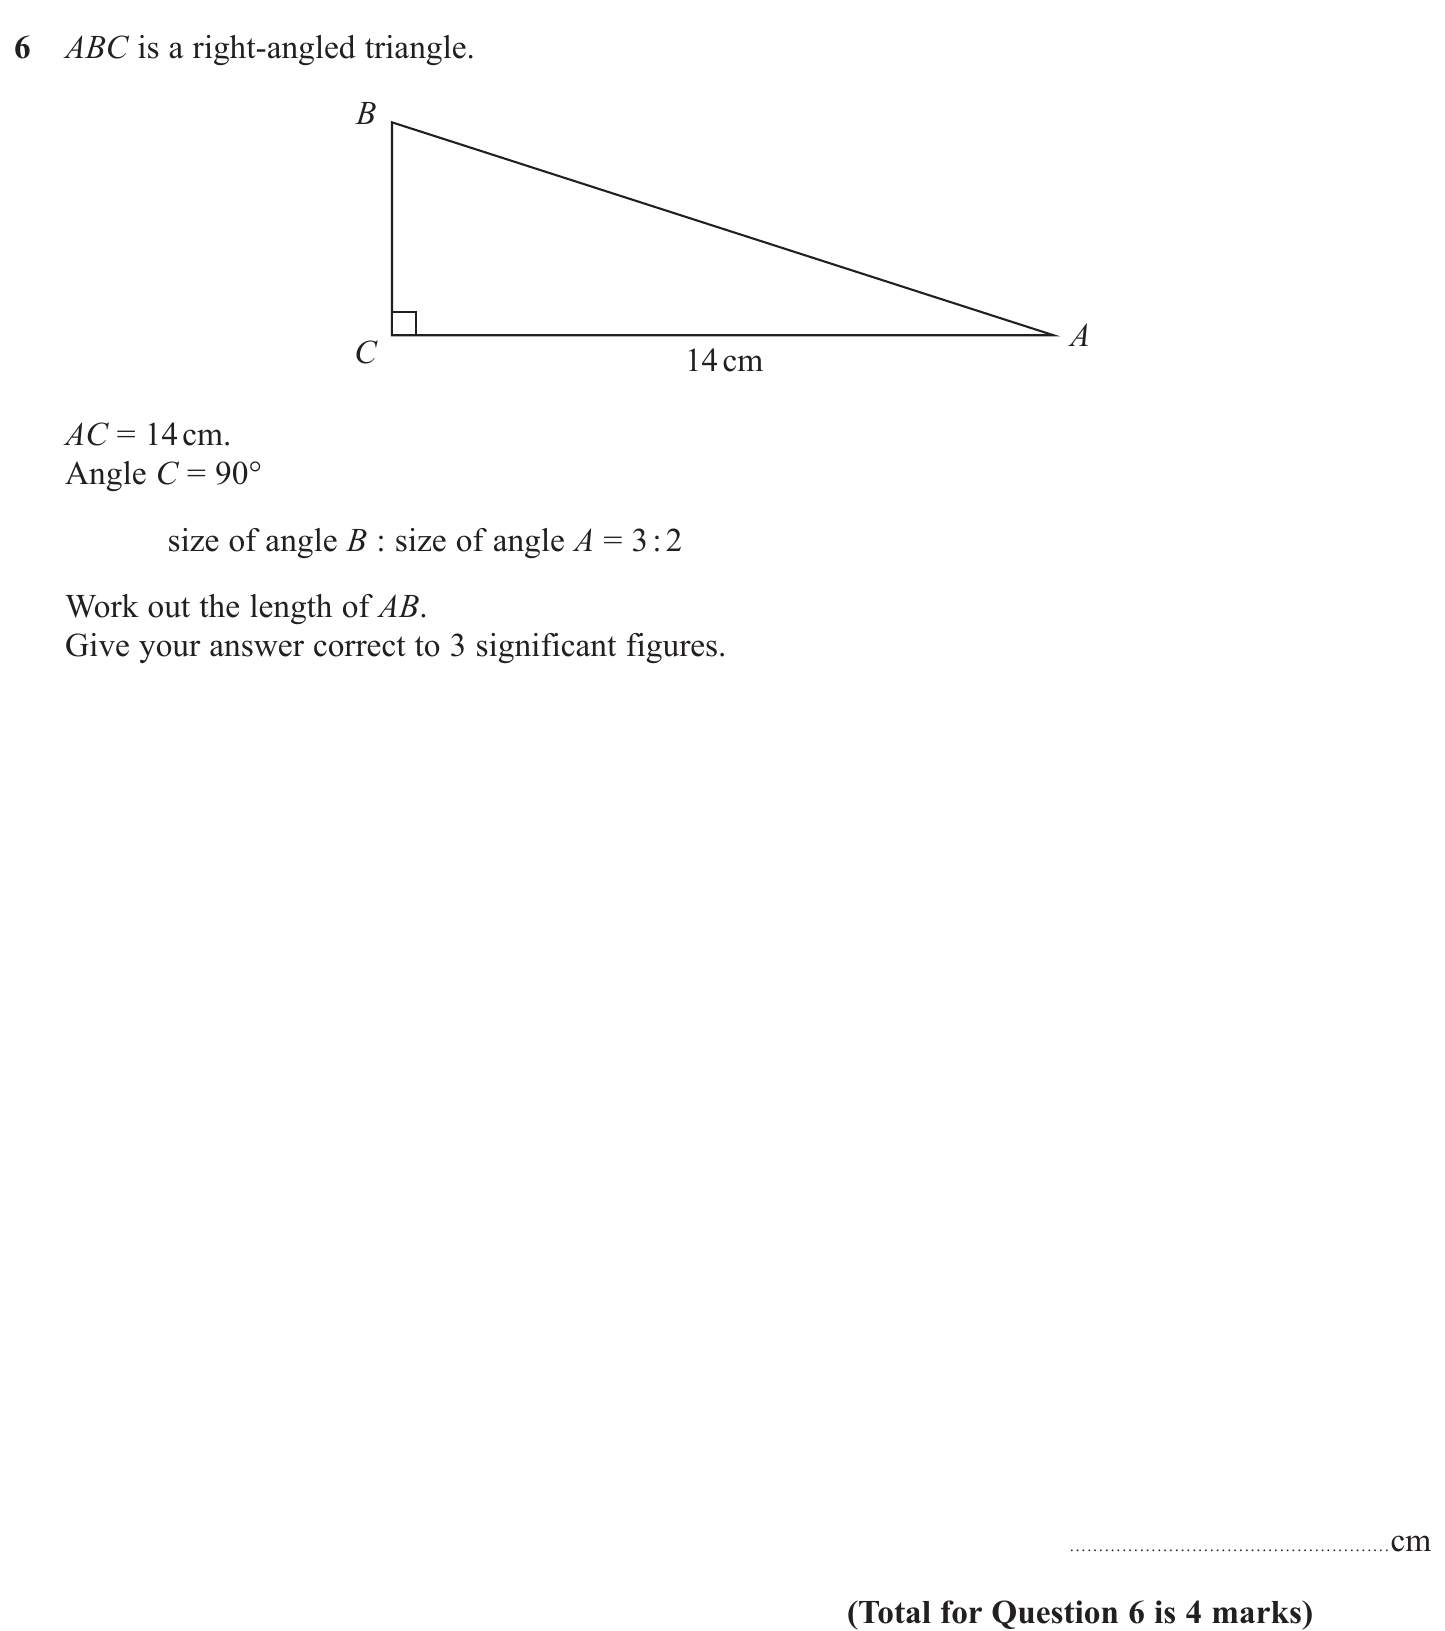 6 ABC is a right-angled triangle.
B
C
A
14 cm
AC = 14 cm.
Angle C = 90°
size of angle B : size of angle A = 3 : 2
Work out the length of AB.
Give your answer correct to 3 significant figures.
......................................................cm
(Total for Question 6 is 4 marks)